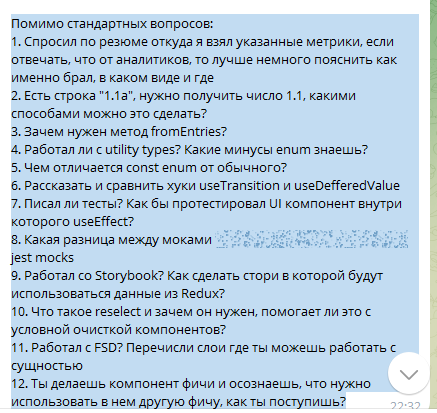 Помимо стандартных вопросов:
1. Спросил по резюме откуда я взял указанные метрики, если
отвечать, что от аналитиков, то лучше немного пояснить как
именно брал, в каком виде и где
2. Есть строка "1.1a", нужно получить число 1.1, какими
способами можно это сделать?
3. Зачем нужен метод fromEntries?
4. Работал ли с utility types? Какие минусы enum знаешь?
5. Чем отличается const enum от обычного?
6. Рассказать и сравнить хуки useTransition и useDefferedValue
7. Писал ли тесты? Как бы протестировал UI компонент внутри
которого useEffect?
8. Какая разница между моками
jest mocks
9. Работал со Storybook? Как сделать стори в которой будут
использоваться данные из Redux?
10. Что такое reselect и зачем он нужен, помогает ли это с
условной очисткой компонентов?
11. Работал с FSD? Перечисли слои где ты можешь работать с
сущностью
12. Ты делаешь компонент фичи и осознаешь, что нужно
использовать в нем другую фичу, как ты поступишь?
22:32